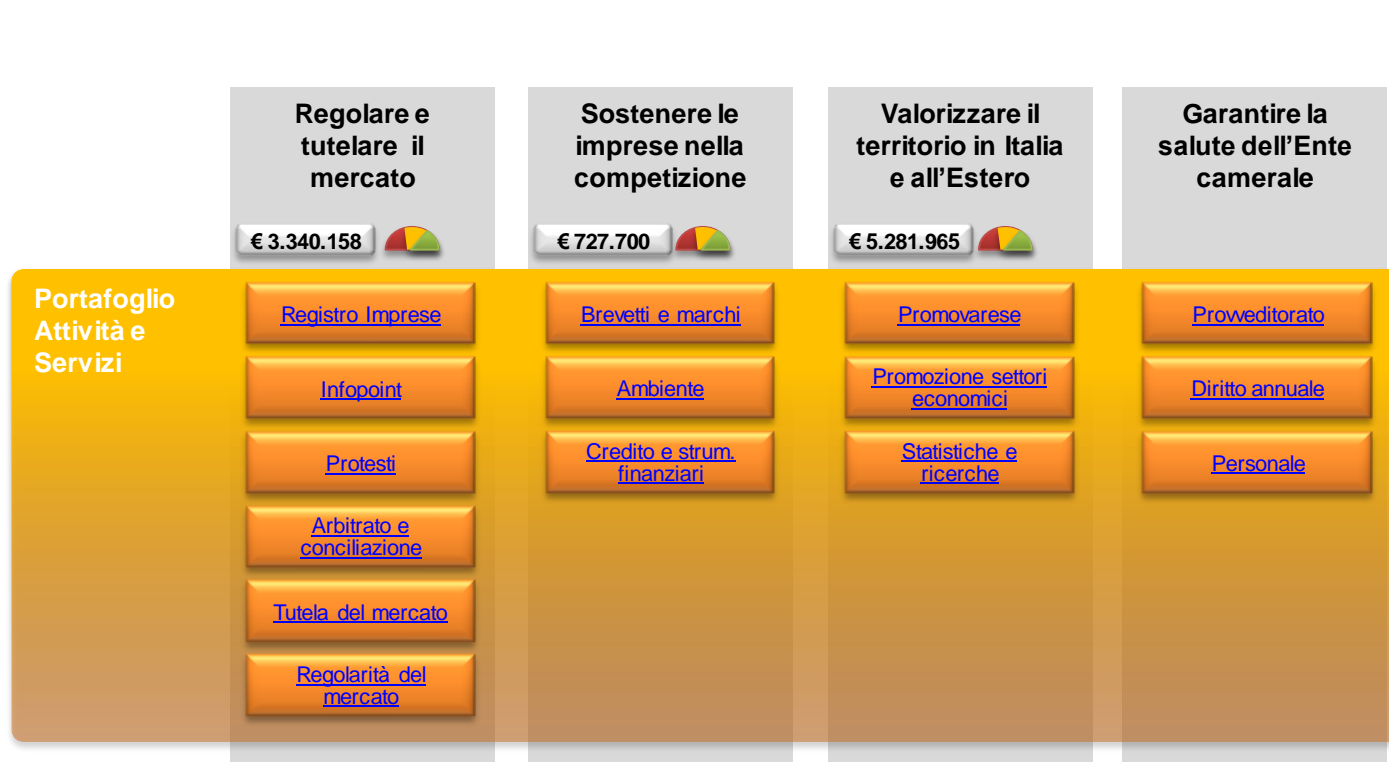 Regolare e
tutelare il
mercato
€ 3.340.158
Sostenere le
imprese nella
competizione
€ 727.700
Valorizzare il
territorio in Italia
e all'Estero
€ 5.281.965
Garantire la
salute dell'Ente
camerale
Portafoglio
Attività e
Servizi
Registro Imprese
Infopoint
Protesti
Arbitrato e
conciliazione
Tutela del mercato
Regolarità del
mercato
Brevetti e marchi
Ambiente
Credito e strum.
finanziari
Promovarese
Promozione settori
economici
Statistiche e
ricerche
Provveditorato
Diritto annuale
Personale